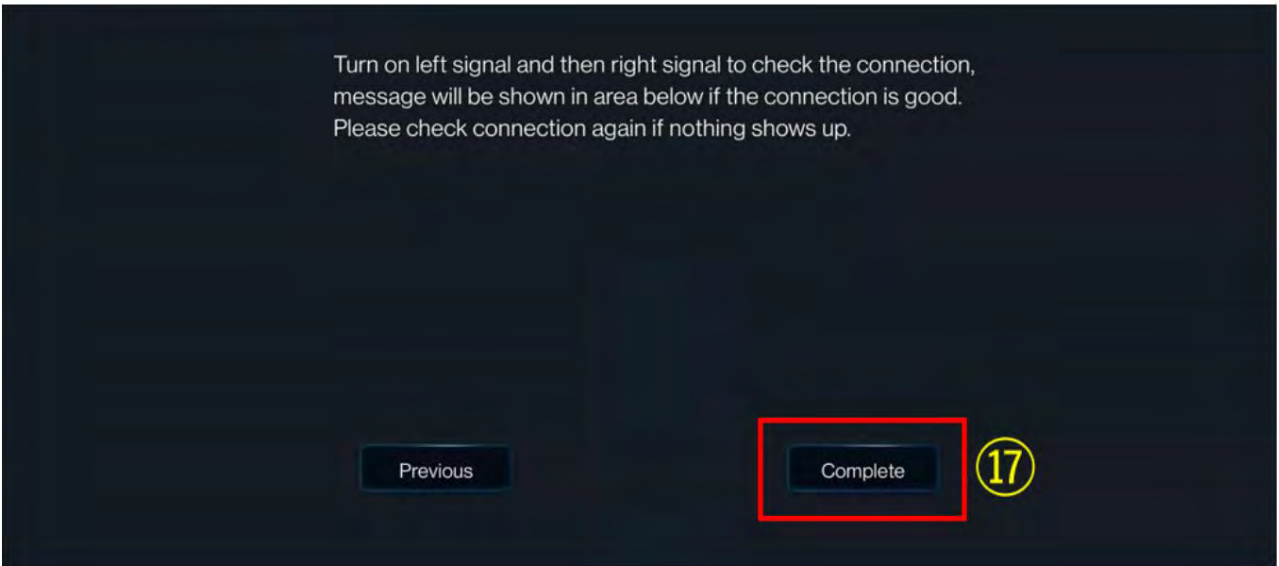 Turn on left signal and then right signal to check the connection,
message will be shown in area below if the connection is good.
Please check connection again if nothing shows up.
Previous
Complete
⑰